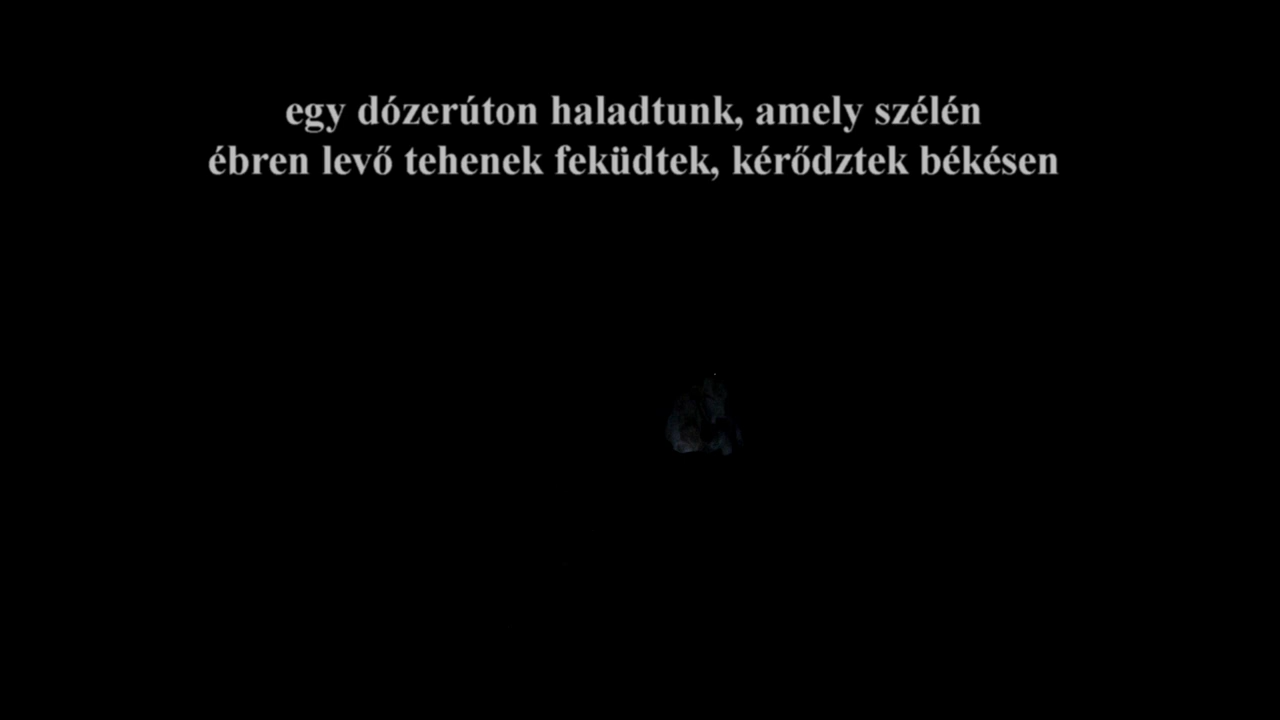 egy dózerúton haladtunk, amely szélén
ébren levő tehenek feküdtek, kérődztek békésen